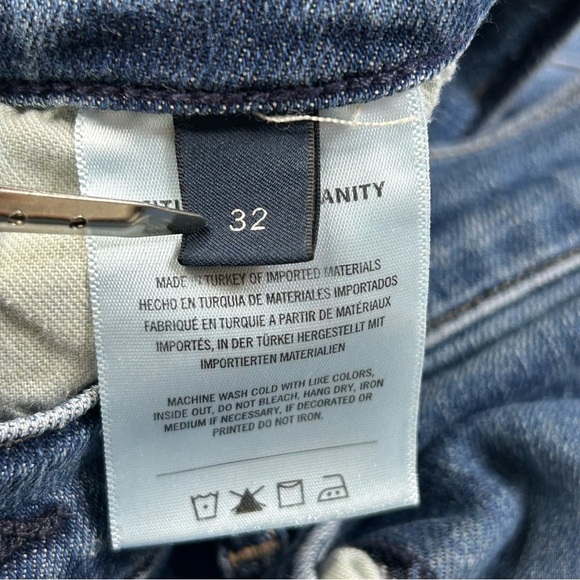 32
ANITY
MADE IN TURKEY OF IMPORTED MATERIALS
HECHO EN TURQUIA DE MATERIALES IMPORTADOS
FABRIQUÉ EN TURQUIE A PARTIR DE MATÉRIAUX
IMPORTÉS, IN DER TÜRKEI HERGESTELLT MIT
IMPORTIERTEN MATERIALIEN
MACHINE WASH COLD WITH LIKE COLORS,
INSIDE OUT, DO NOT BLEACH, HANG DRY, IRON
MEDIUM IF NECESSARY, IF DECORATED OR
PRINTED DO NOT IRON.